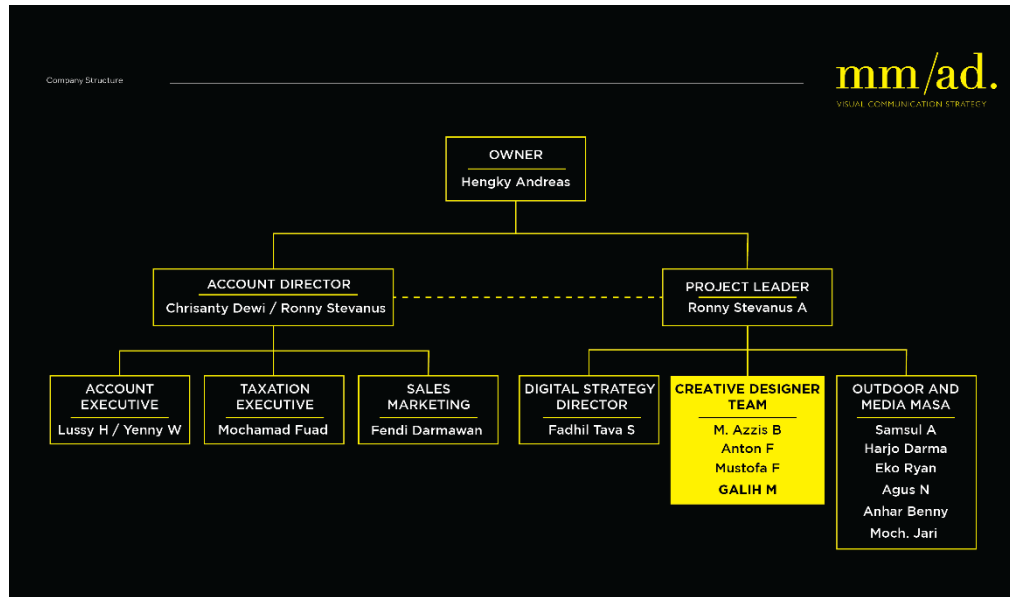 Company Structure
mm/ad.
VISUAL COMMUNICATION STRATEGY
OWNER
Hengky Andreas
ACCOUNT DIRECTOR
Chrisanty Dewi / Ronny Stevanus
PROJECT LEADER
Ronny Stevanus A
ACCOUNT
EXECUTIVE
Lussy H / Yenny W
TAXATION
EXECUTIVE
Mochamad Fuad
SALES
MARKETING
Fendi Darmawan
DIGITAL STRATEGY
DIRECTOR
Fadhil Tava S
CREATIVE DESIGNER
TEAM
M. Azzis B
Anton F
Mustofa F
GALIH M
OUTDOOR AND
MEDIA MASA
Samsul A
Harjo Darma
Eko Ryan
Agus N
Anhar Benny
Moch. Jari